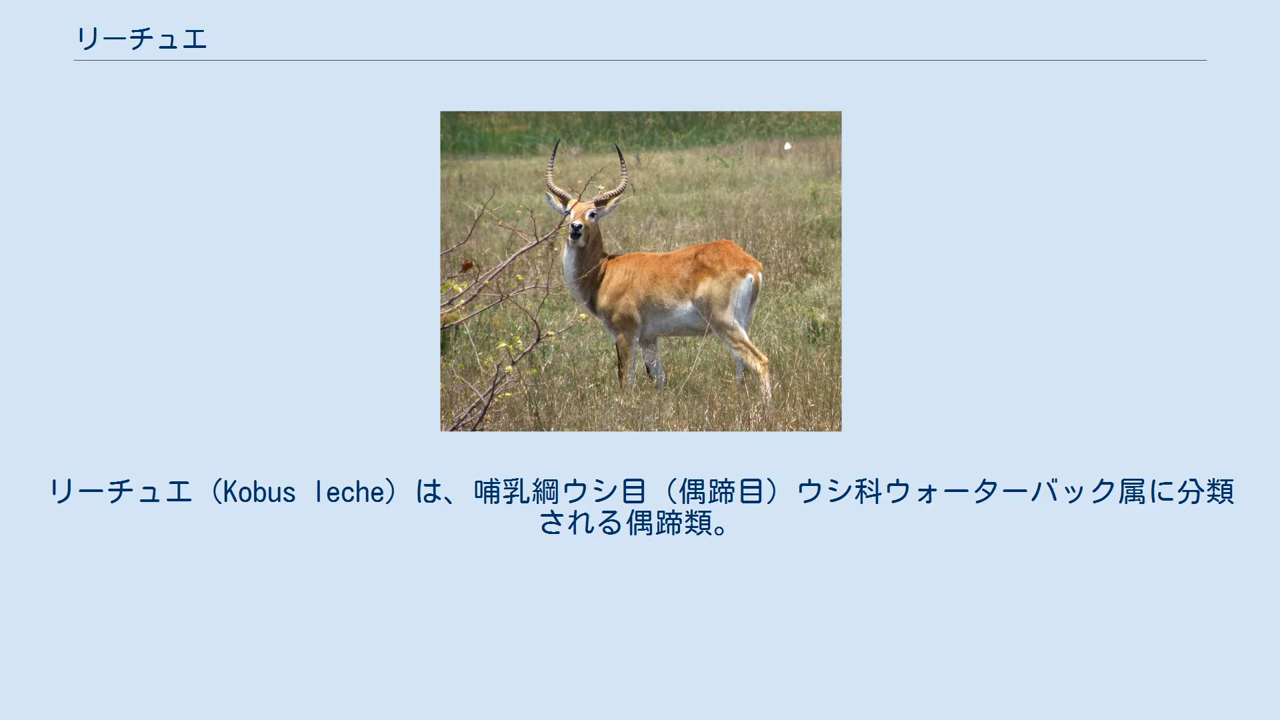 リーチュエ
リーチュエ（Kobus leche）は、哺乳綱ウシ目（偶蹄目）ウシ科ウォーターバック属に分類
される偶蹄類。